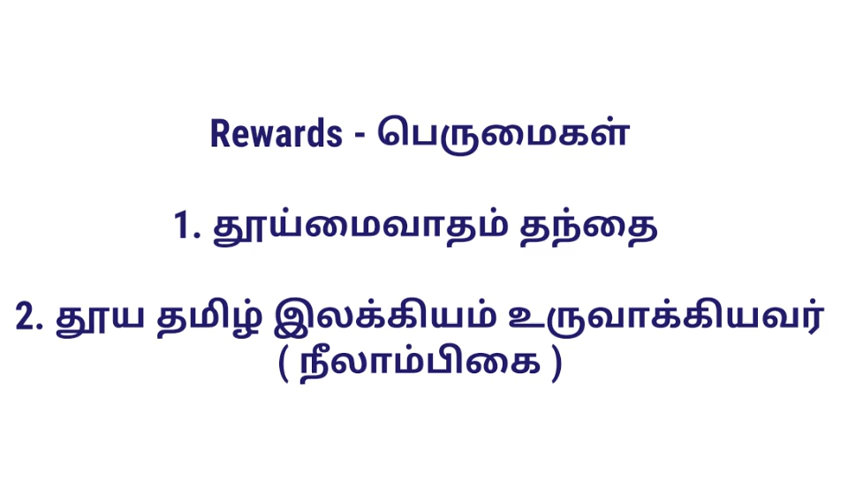 Rewards - பெருமைகள்
1. தூய்மைவாதம் தந்தை
2. தூய தமிழ் இலக்கியம் உருவாக்கியவர்
( நீலாம்பிகை )